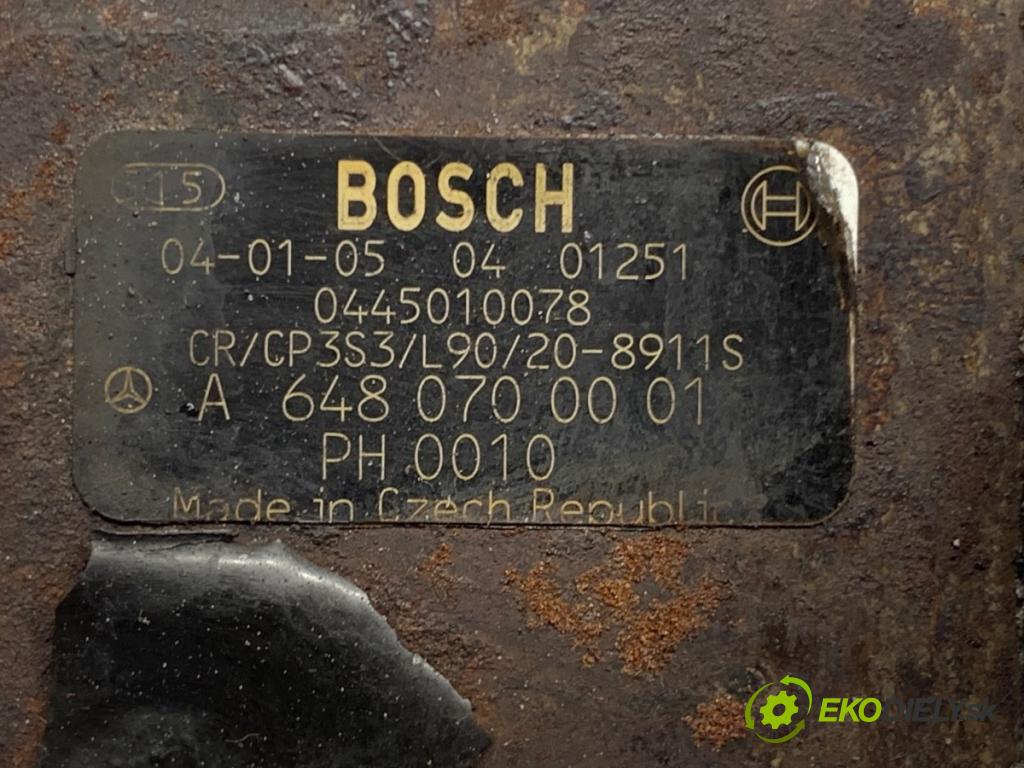 15
BOSCH
04-01-05 04 01251
0445010078
CR/CP3S3/L90/20-8911S
A 648 070 00 01
PH 0010
Made in Czech Republic
EKODIELY.sk